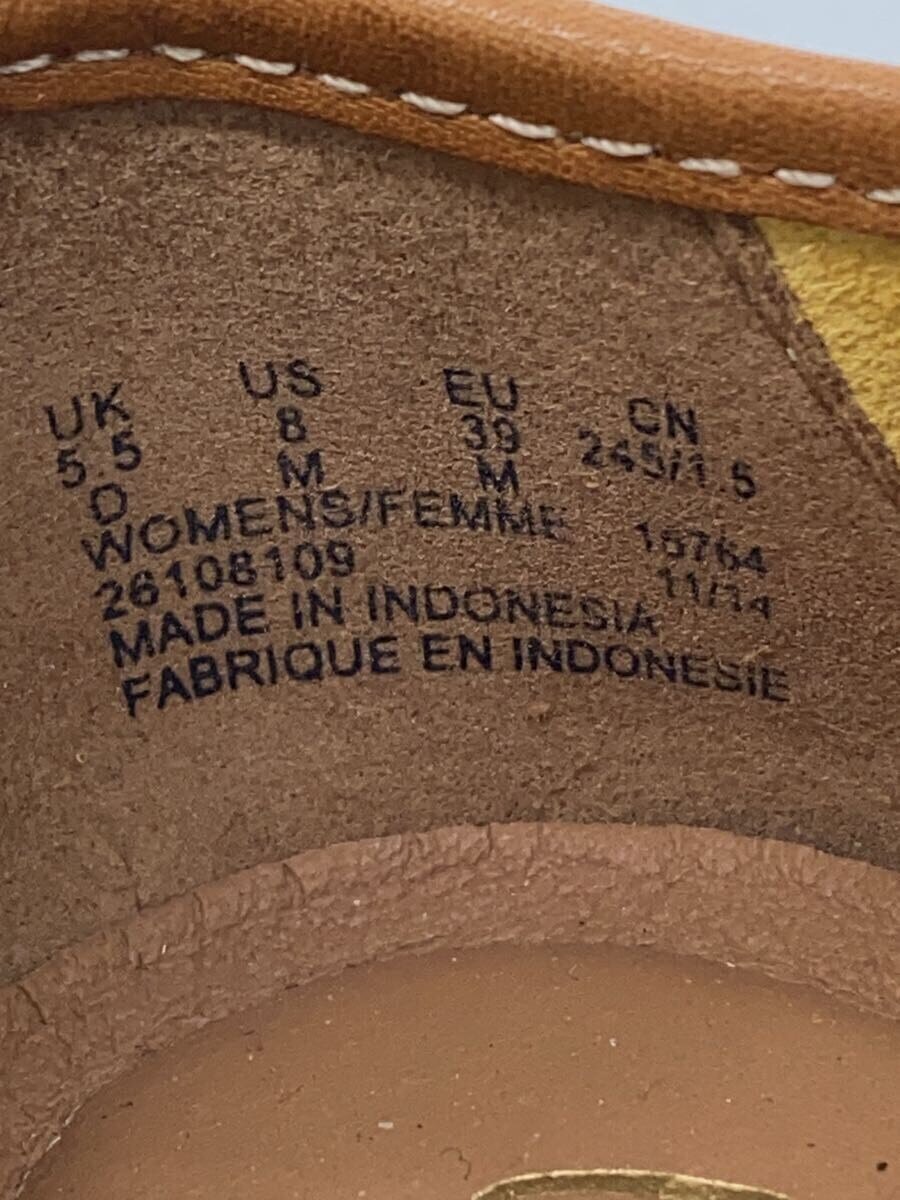 UK US EU CN
5.5 8 39 245/1.5
D M M
WOMENS/FEMME 15764
26108109 11/14
MADE IN INDONESIA
FABRIQUE EN INDONESIE